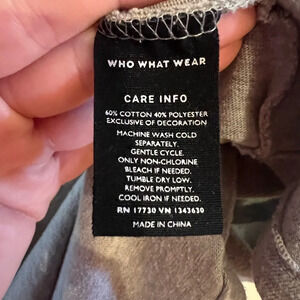 WHO WHAT WEAR
CARE INFO
60% COTTON 40% POLYESTER
EXCLUSIVE OF DECORATION
MACHINE WASH COLD
SEPARATELY.
GENTLE CYCLE.
ONLY NON-CHLORINE
BLEACH IF NEEDED.
TUMBLE DRY LOW.
REMOVE PROMPTLY.
COOL IRON IF NEEDED.
RN 17730 VN 1343630
MADE IN CHINA